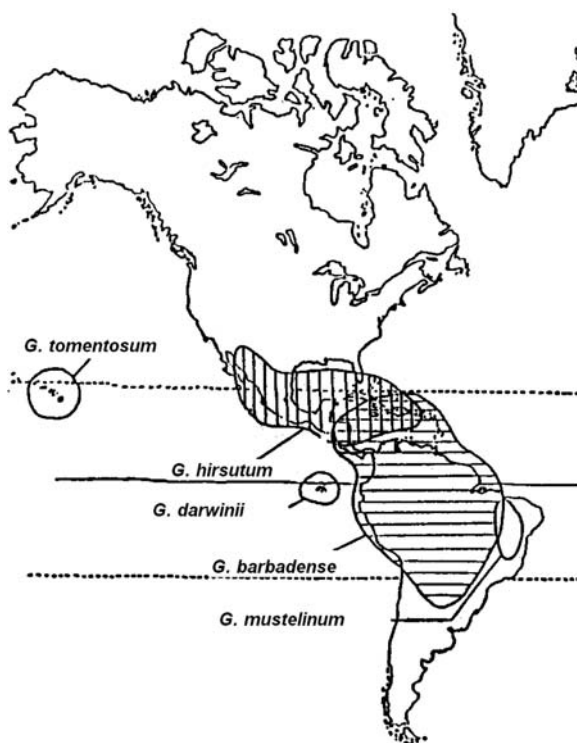 G. tomentosum
G. hirsutum
G. darwinii
G. barbadense
G. mustelinum